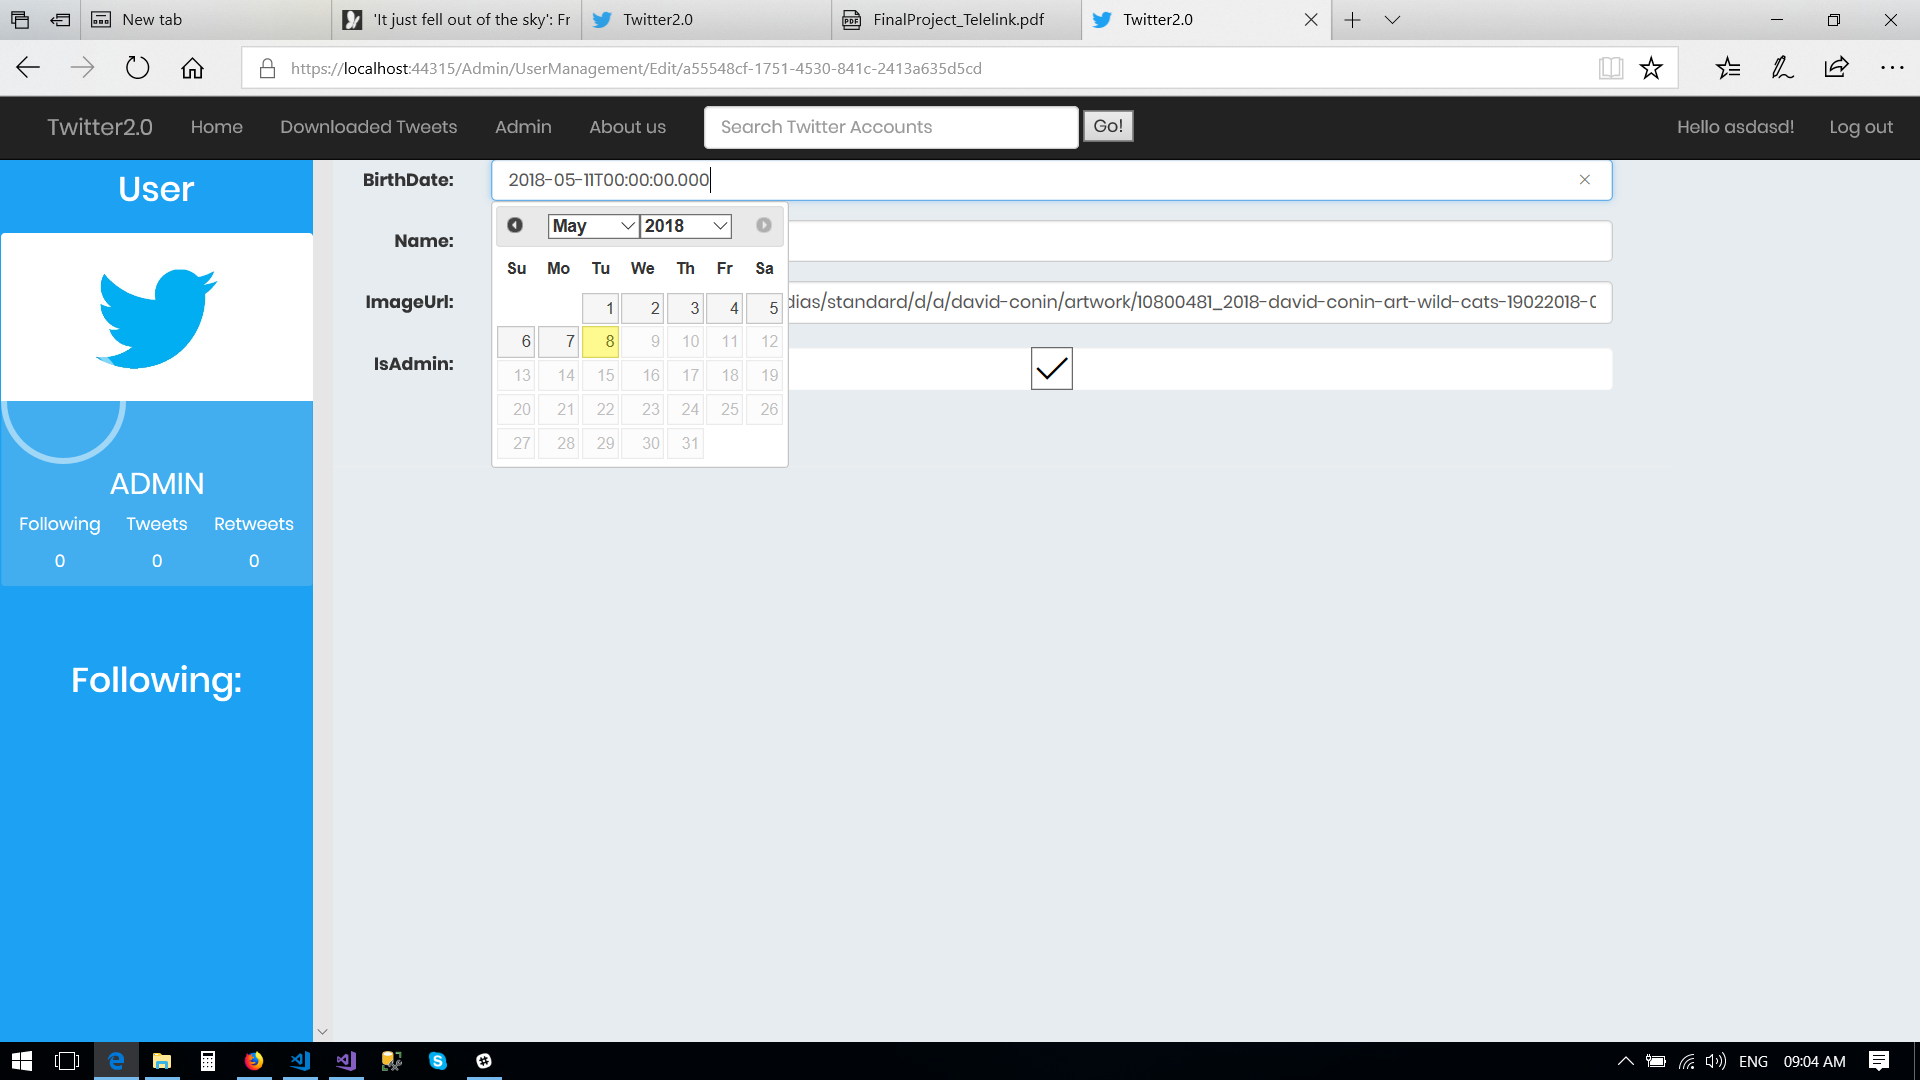 New tab
'It just fell out of the sky': Fr
Twitter2.0
FinalProject_Telelink.pdf
Twitter2.0
https://localhost:44315/Admin/UserManagement/Edit/a55548cf-1751-4530-841c-2413a635d5cd
Twitter2.0 Home Downloaded Tweets Admin About us Search Twitter Accounts Go! Hello asdasd! Log out
User
ADMIN
Following Tweets Retweets
0 0 0
Following:
BirthDate: 2018-05-11T00:00:00.000
May 2018
Su Mo Tu We Th Fr Sa
1 2 3 4 5
6 7 8 9 10 11 12
13 14 15 16 17 18 19
20 21 22 23 24 25 26
27 28 29 30 31
Name:
ImageUrl: dias/standard/d/a/david-conin/artwork/10800481_2018-david-conin-art-wild-cats-19022018-0
IsAdmin:
ENG 09:04 AM